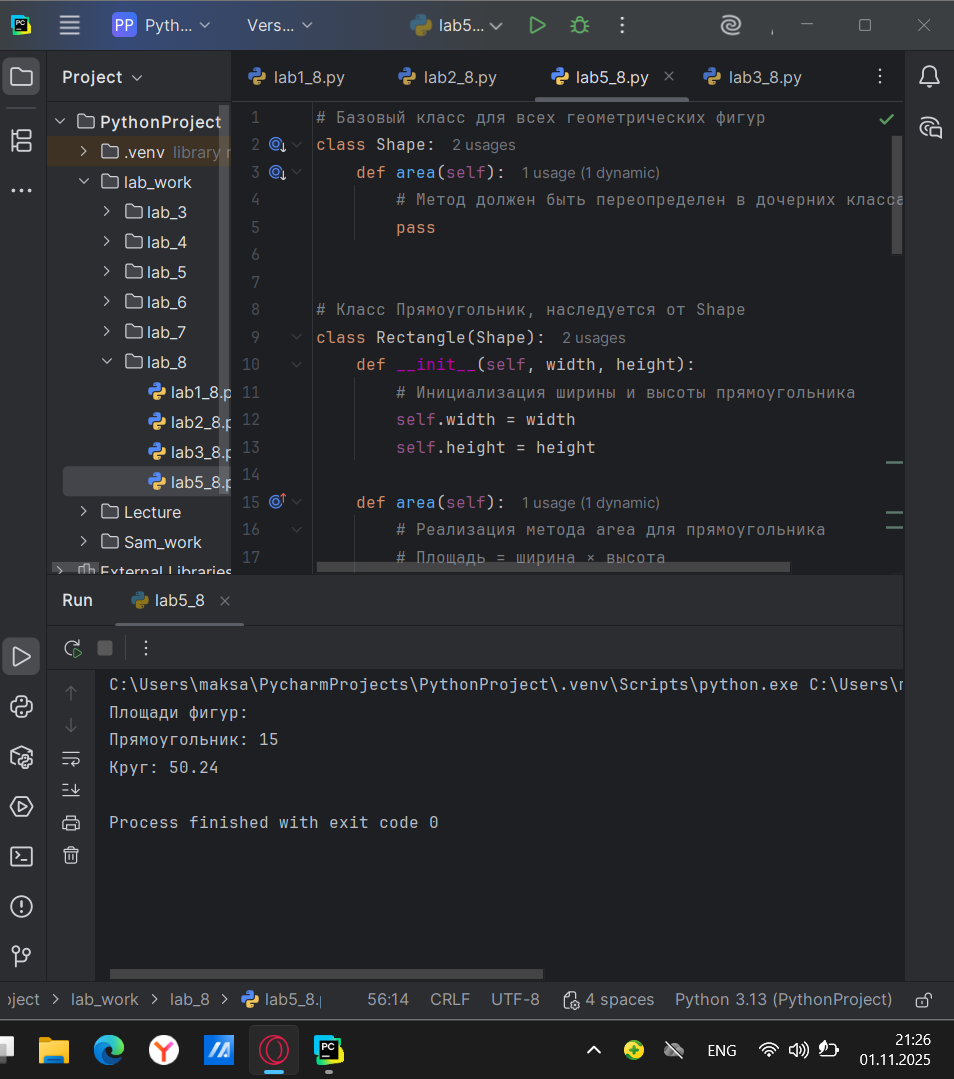 PP Pyth... Vers... lab5...
Project
lab1_8.py lab2_8.py lab5_8.py lab3_8.py
PythonProject
.venv library
lab_work
lab_3
lab_4
lab_5
lab_6
lab_7
lab_8
lab1_8.p
lab2_8.p
lab3_8.p
lab5_8.p
Lecture
Sam_work
External Libraries
1 # Базовый класс для всех геометрических фигур
2 class Shape: 2 usages
3 def area(self): 1 usage (1 dynamic)
4 # Метод должен быть переопределен в дочерних класса
5 pass
6
7
8 # Класс Прямоугольник, наследуется от Shape
9 class Rectangle(Shape): 2 usages
10 def __init__(self, width, height):
11 # Инициализация ширины и высоты прямоугольника
12 self.width = width
13 self.height = height
14
15 def area(self): 1 usage (1 dynamic)
16 # Реализация метода area для прямоугольника
17 # Площадь = ширина × высота
Run lab5_8
C:\Users\maksa\PycharmProjects\PythonProject\.venv\Scripts\python.exe C:\Users\
Площади фигур:
Прямоугольник: 15
Круг: 50.24
Process finished with exit code 0
oject > lab_work > lab_8 > lab5_8. 56:14 CRLF UTF-8 4 spaces Python 3.13 (PythonProject)
ENG
21:26
01.11.2025